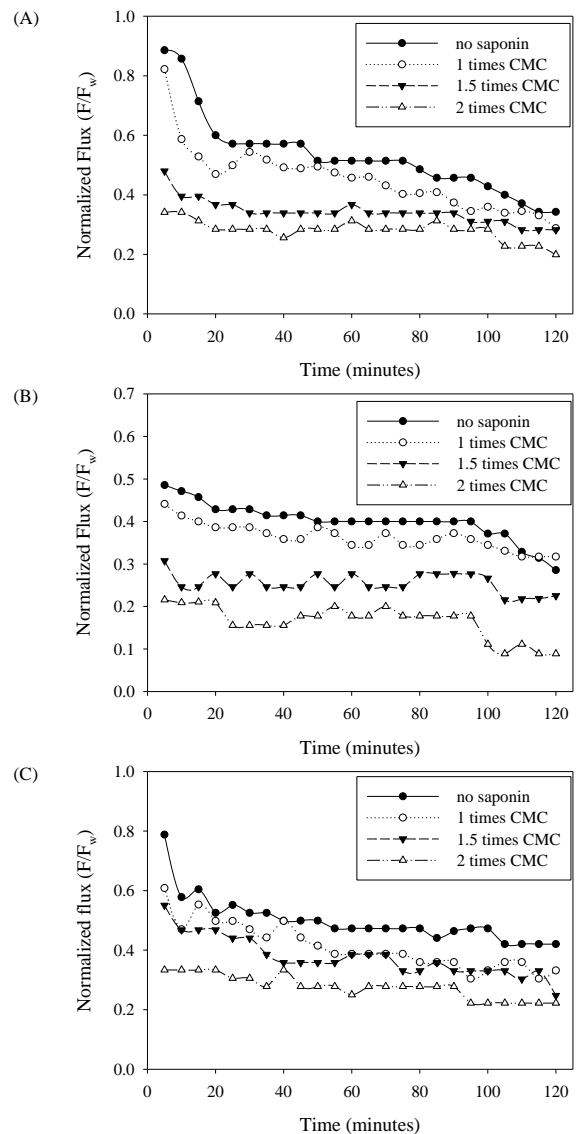 (A)
1.0
0.8
0.6
0.4
0.2
0.0
Normalized Flux (F/Fw)
no saponin
1 times CMC
1.5 times CMC
2 times CMC
0 20 40 60 80 100 120
Time (minutes)
(B)
0.7
0.6
0.5
0.4
0.3
0.2
0.1
0.0
Normalized Flux (F/Fw)
no saponin
1 times CMC
1.5 times CMC
2 times CMC
0 20 40 60 80 100 120
Time (minutes)
(C)
1.0
0.8
0.6
0.4
0.2
0.0
Normalized flux (F/Fw)
no saponin
1 times CMC
1.5 times CMC
2 times CMC
0 20 40 60 80 100 120
Time (minutes)